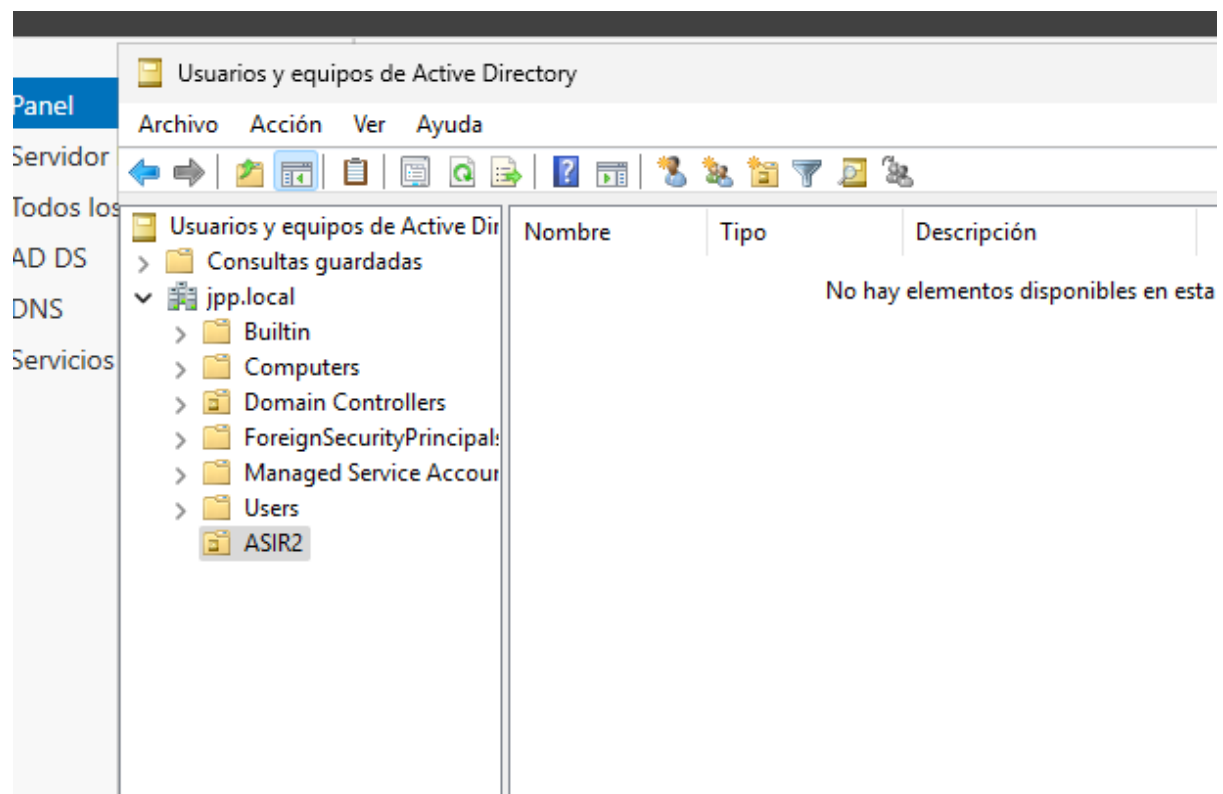 Usuarios y equipos de Active Directory
Archivo Acción Ver Ayuda
Panel
Servidor
Todos los
AD DS
DNS
Servicios
Usuarios y equipos de Active Dir
Consultas guardadas
jpp.local
Builtin
Computers
Domain Controllers
ForeignSecurityPrincipals
Managed Service Accoun
Users
ASIR2
Nombre Tipo Descripción
No hay elementos disponibles en esta